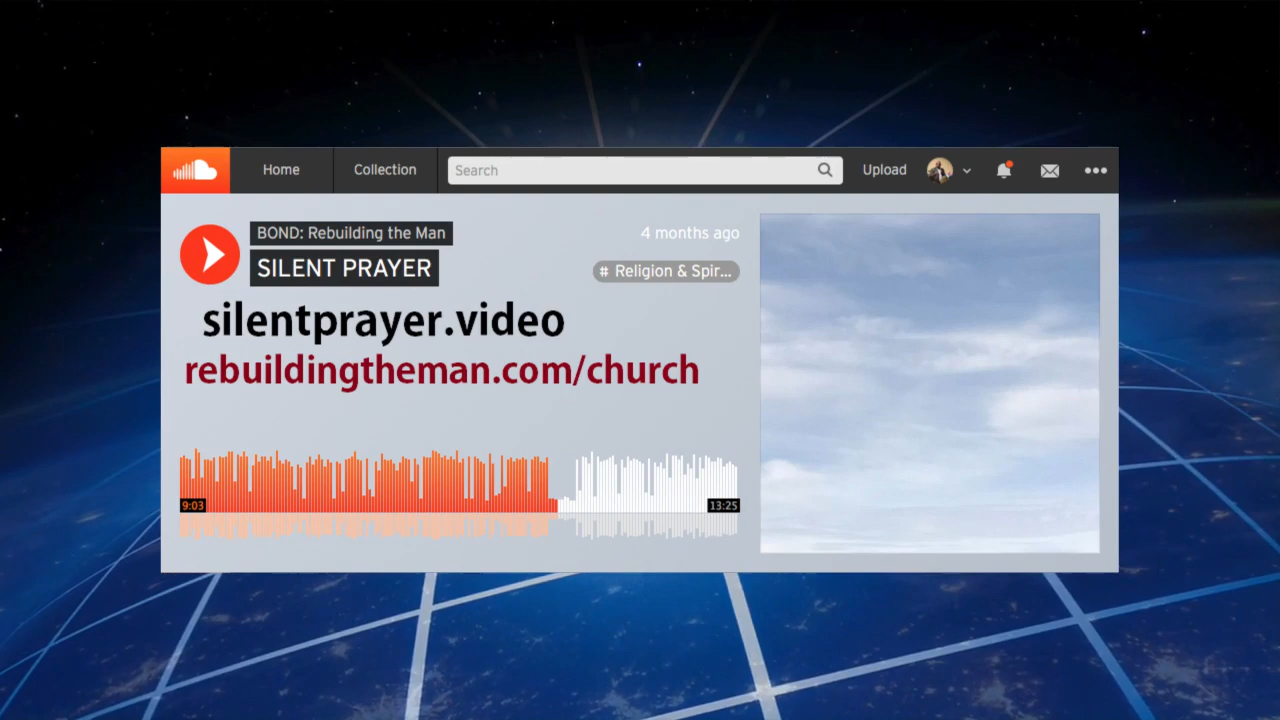 Home
Collection
Search
Upload
BOND: Rebuilding the Man
4 months ago
SILENT PRAYER
# Religion & Spir...
silentprayer.video
rebuildingtheman.com/church
9:03
13:25